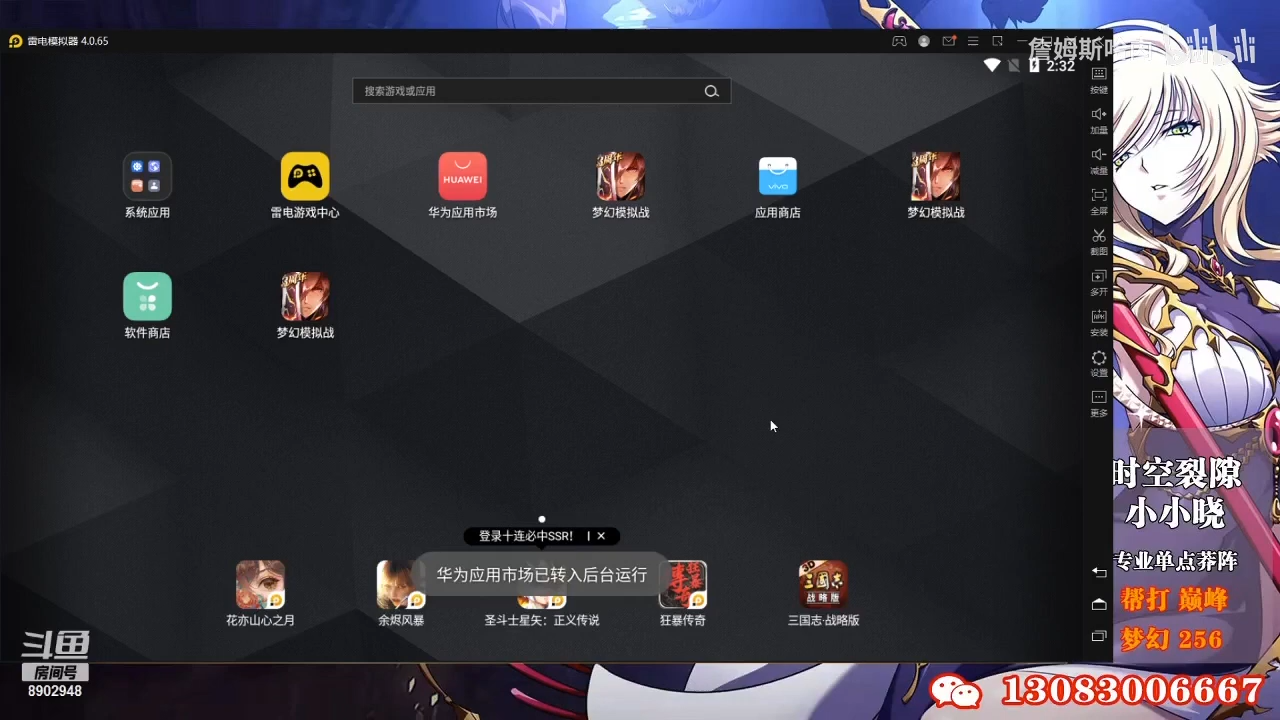 雷电模拟器 4.0.65
bilibili
2:32
搜索游戏或应用
按键
加量
减量
全屏
截图
多开
安装
设置
更多
系统应用
雷电游戏中心
HUAWEI
华为应用市场
梦幻模拟战
vivo
应用商店
梦幻模拟战
软件商店
梦幻模拟战
登录十连必中SSR!
华为应用市场已转入后台运行
花亦山心之月
余烬风暴
圣斗士星矢：正义传说
狂暴传奇
三国志·战略版
时空裂隙
小小晓
专业单点莽阵
帮打 巅峰
梦幻 256
斗鱼
房间号
8902948
13083006667